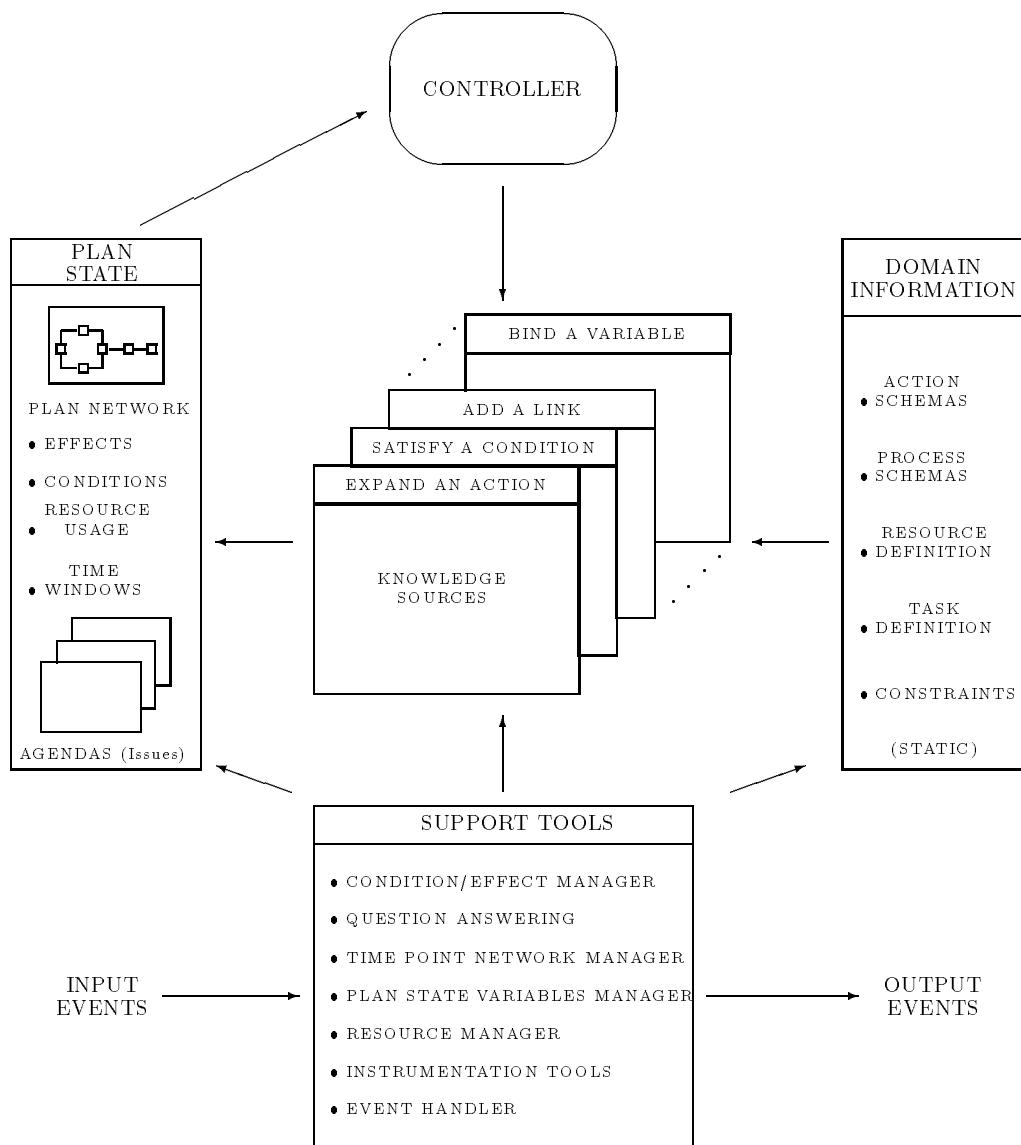 CONTROLLER
PLAN
STATE
PLAN NETWORK
• EFFECTS
• CONDITIONS
RESOURCE
• USAGE
TIME
• WINDOWS
AGENDAS (Issues)
BIND A VARIABLE
ADD A LINK
SATISFY A CONDITION
EXPAND AN ACTION
KNOWLEDGE
SOURCES
DOMAIN
INFORMATION
ACTION
• SCHEMAS
PROCESS
• SCHEMAS
RESOURCE
• DEFINITION
TASK
• DEFINITION
• CONSTRAINTS
(STATIC)
SUPPORT TOOLS
• CONDITION/EFFECT MANAGER
• QUESTION ANSWERING
• TIME POINT NETWORK MANAGER
• PLAN STATE VARIABLES MANAGER
• RESOURCE MANAGER
• INSTRUMENTATION TOOLS
• EVENT HANDLER
INPUT
EVENTS
OUTPUT
EVENTS